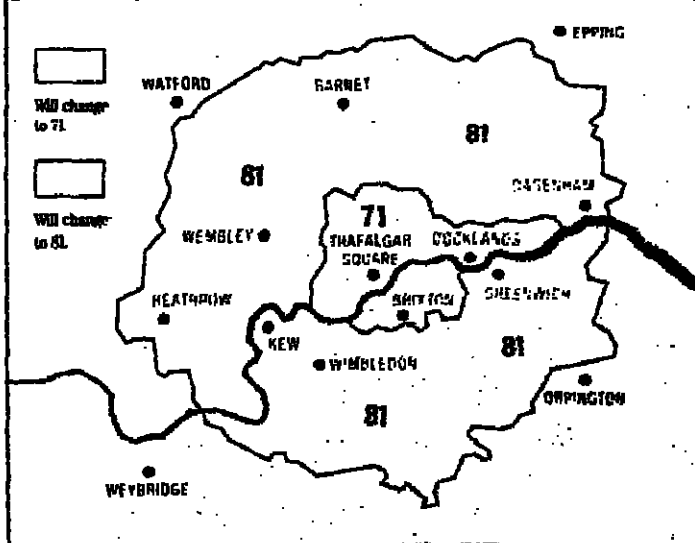 EPPING
Will change
to 71.
WATFORD
BARNET
81
Will change
to 81.
81
DAGENHAM
71
WEMBLEY
TRAFALGAR
SQUARE
DOCKLANDS
HEATHROW
BRIXTON
GREENWICH
KEW
WIMBLEDON
81
ORPINGTON
81
WEYBRIDGE